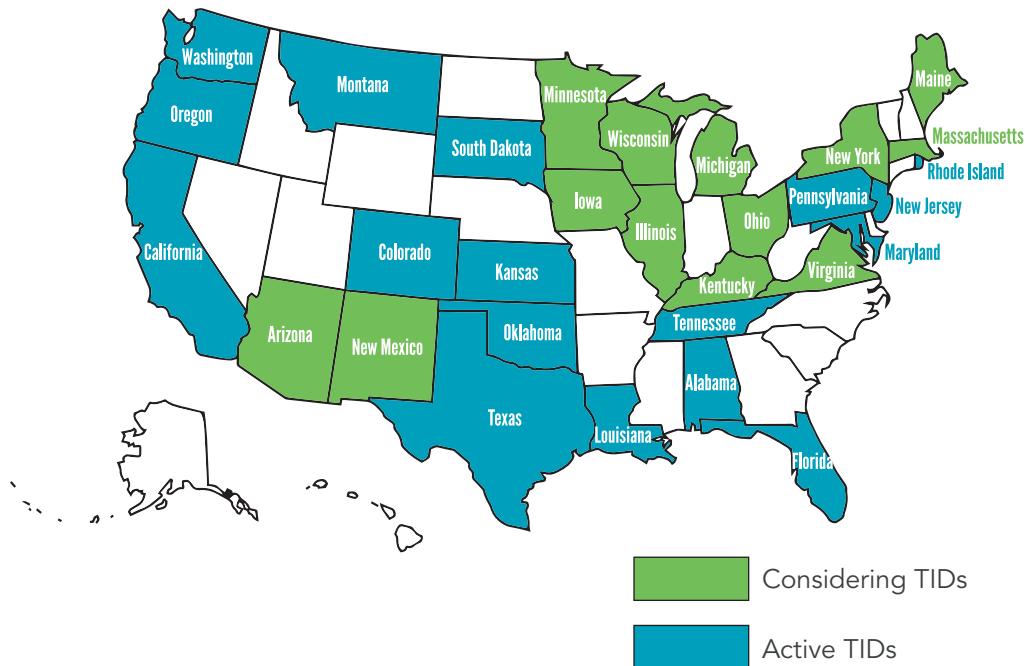 Washington
Montana
Oregon
Minnesota
Maine
Massachusetts
South Dakota
Wisconsin
Michigan
New York
Rhode Island
Pennsylvania
New Jersey
Iowa
Ohio
Illinois
California
Colorado
Kansas
Maryland
Virginia
Kentucky
Tennessee
Arizona
New Mexico
Oklahoma
Alabama
Texas
Louisiana
Florida
Considering TIDs
Active TIDs